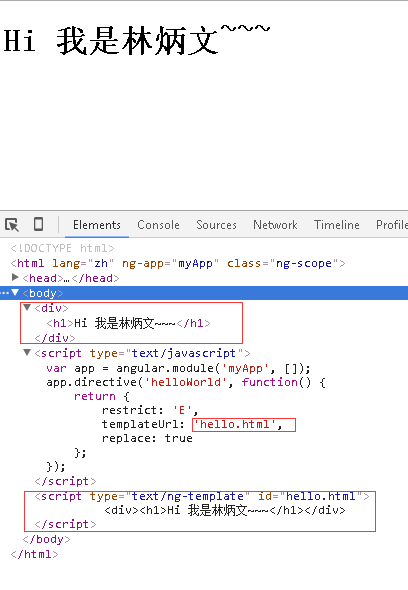 Hi 我是林炳文~~~
Elements Console Sources Network Timeline Profile
<!DOCTYPE html>
<html lang="zh" ng-app="myApp" class="ng-scope">
<head>…</head>
<body>
<div>
<h1>Hi 我是林炳文~~~</h1>
</div>
<script type="text/javascript">
var app = angular.module('myApp', []);
app.directive('helloWorld', function() {
return {
restrict: 'E',
templateUrl: 'hello.html',
replace: true
};
});
</script>
<script type="text/ng-template" id="hello.html">
<div><h1>Hi 我是林炳文~~~</h1></div>
</script>
</body>
</html>